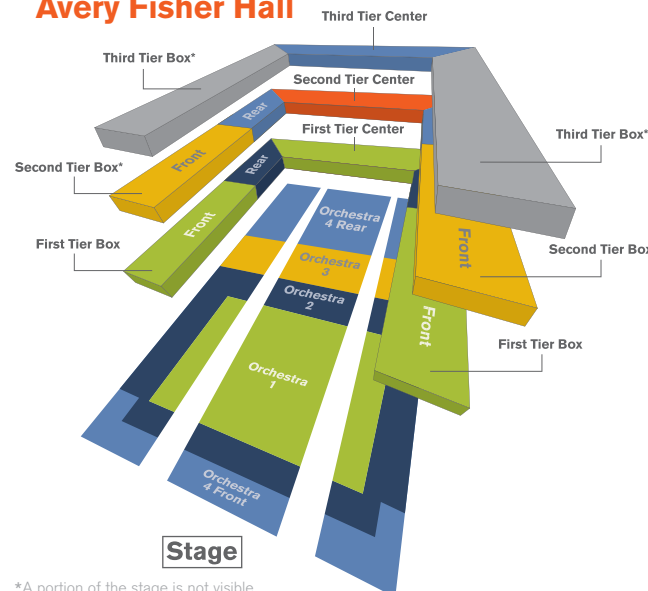 Avery Fisher Hall
Third Tier Center
Third Tier Box*
Second Tier Center
Rear
First Tier Center
Third Tier Box*
Front
Second Tier Box*
Rear
Orchestra
4 Rear
Front
First Tier Box
Front
Second Tier Box
Orchestra
3
Orchestra
2
Front
First Tier Box
Orchestra
1
Orchestra
4 Front
Stage
*A portion of the stage is not visible